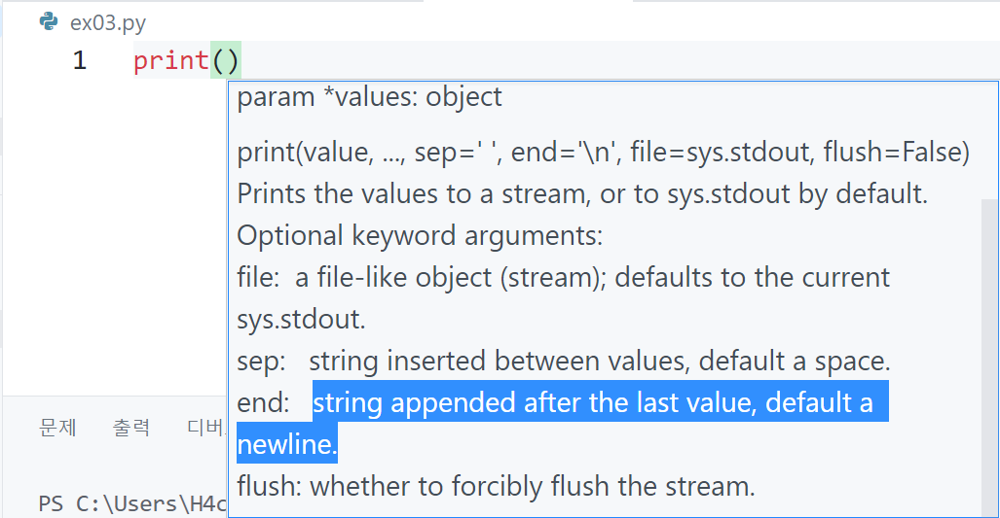 ex03.py
1 print()
param *values: object
print(value, ..., sep=' ', end='\n', file=sys.stdout, flush=False)
Prints the values to a stream, or to sys.stdout by default.
Optional keyword arguments:
file:  a file-like object (stream); defaults to the current
sys.stdout.
sep:   string inserted between values, default a space.
end:   string appended after the last value, default a
newline.
flush: whether to forcibly flush the stream.
문제 출력 디버
PS C:\Users\H4c